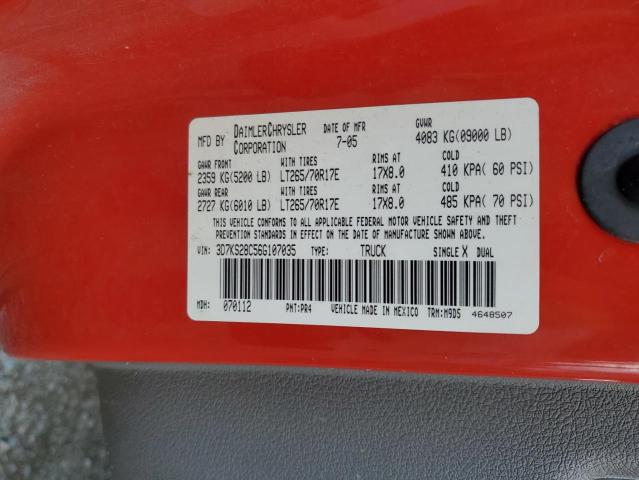 MFD BY DAIMLERCHRYSLER CORPORATION DATE OF MFR 7-05 GVWR 4083 KG(09000 LB)
GAWR FRONT WITH TIRES RIMS AT COLD
2359 KG(5200 LB) LT265/70R17E 17X8.0 410 KPA( 60 PSI)
GAWR REAR WITH TIRES RIMS AT COLD
2727 KG(6010 LB) LT265/70R17E 17X8.0 485 KPA( 70 PSI)
THIS VEHICLE CONFORMS TO ALL APPLICABLE FEDERAL MOTOR VEHICLE SAFETY AND THEFT
PREVENTION STANDARDS IN EFFECT ON THE DATE OF MANUFACTURE SHOWN ABOVE.
VIN: 3D7KS28C56G107035 TYPE: TRUCK SINGLE X DUAL
MDH: 070112 PNT:PR4 VEHICLE MADE IN MEXICO TRM:M9D5 4648507